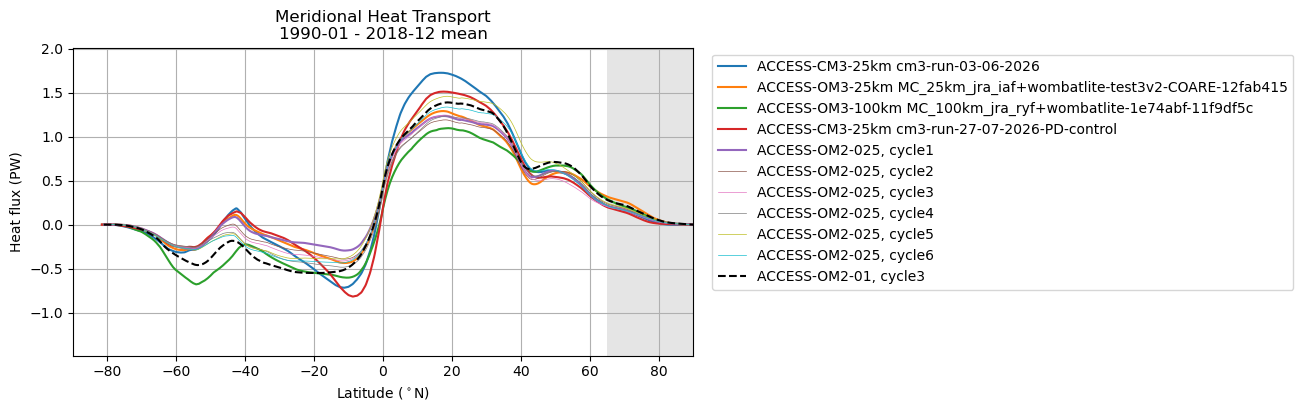 Meridional Heat Transport
1990-01 - 2018-12 mean
Heat flux (PW)
2.0
1.5
1.0
0.5
0.0
−0.5
−1.0
−80
−60
−40
−20
0
20
40
60
80
Latitude (°N)
ACCESS-CM3-25km cm3-run-03-06-2026
ACCESS-OM3-25km MC_25km_jra_iaf+wombatlite-test3v2-COARE-12fab415
ACCESS-OM3-100km MC_100km_jra_ryf+wombatlite-1e74abf-11f9df5c
ACCESS-CM3-25km cm3-run-27-07-2026-PD-control
ACCESS-OM2-025, cycle1
ACCESS-OM2-025, cycle2
ACCESS-OM2-025, cycle3
ACCESS-OM2-025, cycle4
ACCESS-OM2-025, cycle5
ACCESS-OM2-025, cycle6
ACCESS-OM2-01, cycle3